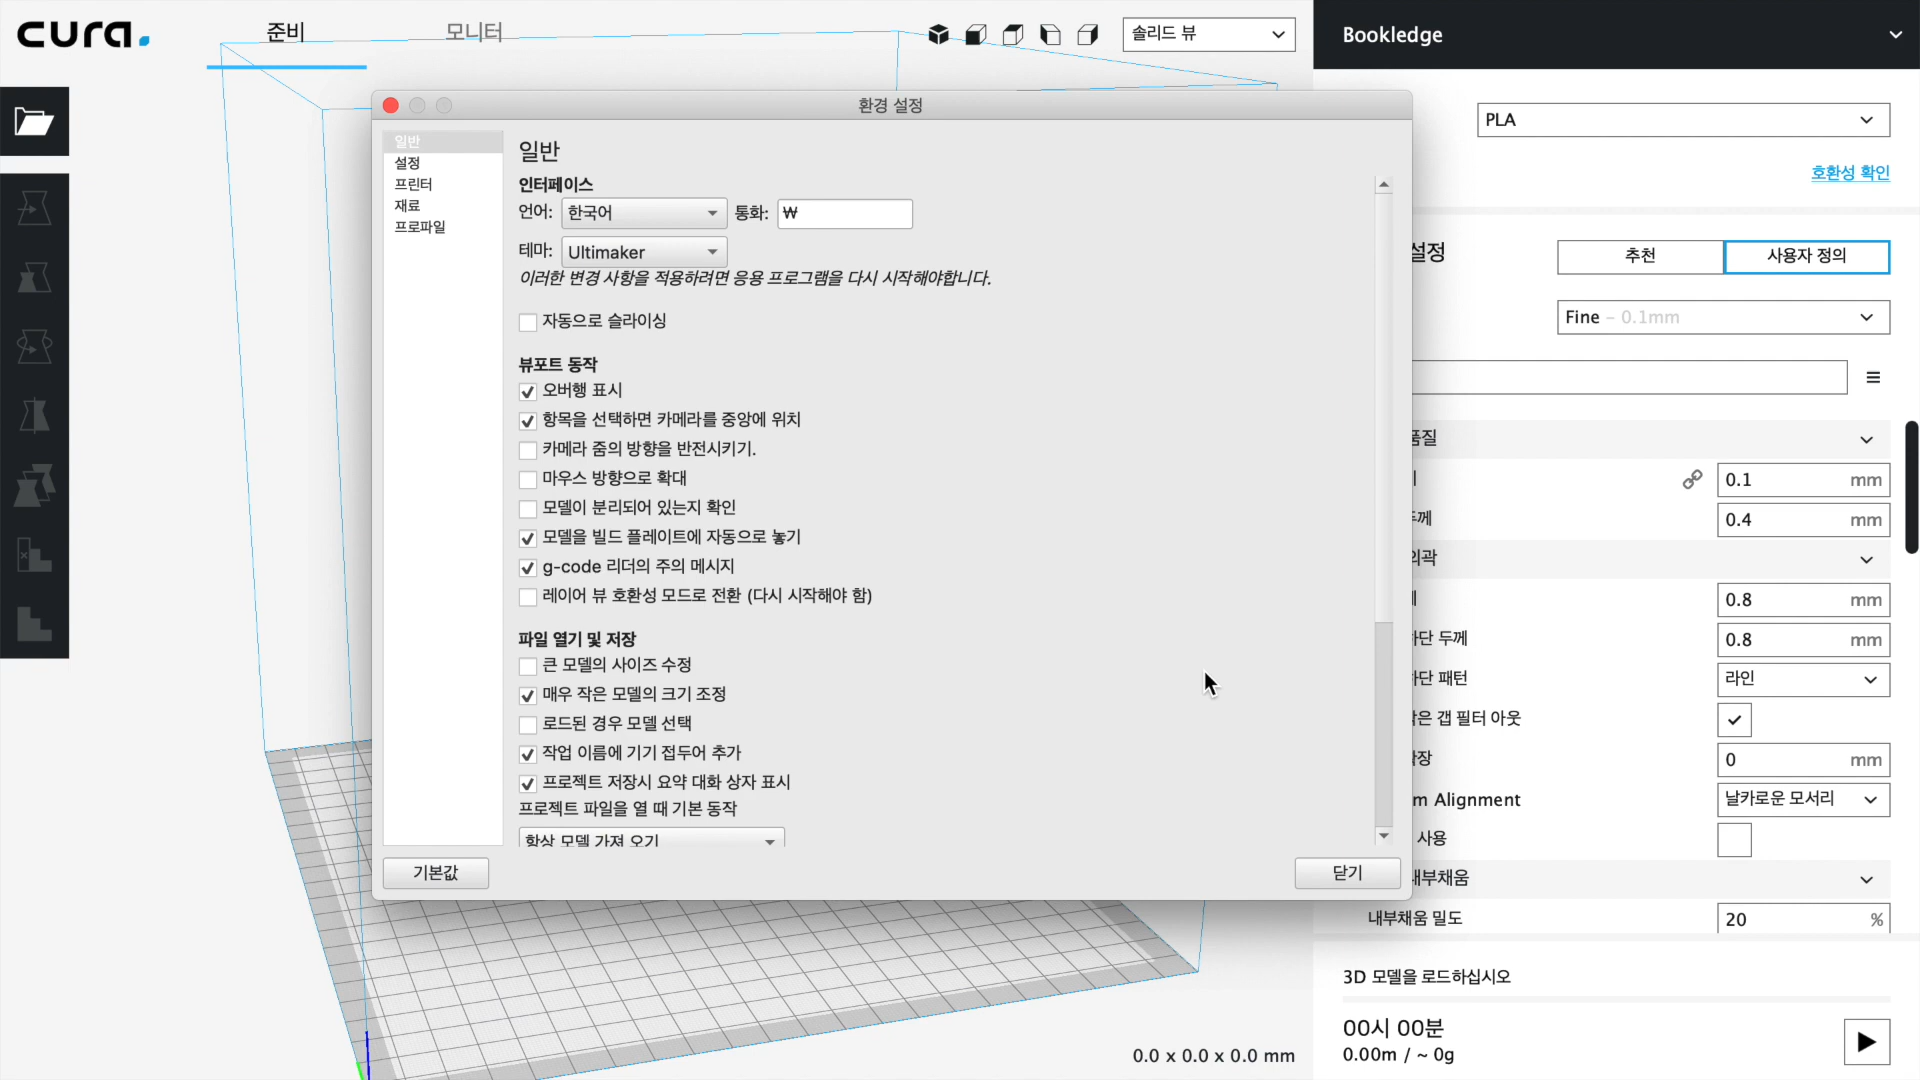 cura.
준비
모니터
솔리드 뷰
Bookledge
환경 설정
일반
설정
프린터
재료
프로파일
일반
인터페이스
언어: 한국어 통화: ₩
테마: Ultimaker
이러한 변경 사항을 적용하려면 응용 프로그램을 다시 시작해야합니다.
자동으로 슬라이싱
뷰포트 동작
오버행 표시
항목을 선택하면 카메라를 중앙에 위치
카메라 줌의 방향을 반전시키기.
마우스 방향으로 확대
모델이 분리되어 있는지 확인
모델을 빌드 플레이트에 자동으로 놓기
g-code 리더의 주의 메시지
레이어 뷰 호환성 모드로 전환 (다시 시작해야 함)
파일 열기 및 저장
큰 모델의 사이즈 수정
매우 작은 모델의 크기 조정
로드된 경우 모델 선택
작업 이름에 기기 접두어 추가
프로젝트 저장시 요약 대화 상자 표시
프로젝트 파일을 열 때 기본 동작
항상 모델 가져 오기
기본값
닫기
PLA
호환성 확인
설정
추천
사용자 정의
Fine – 0.1mm
품질
0.1 mm
0.4 mm
외곽
0.8 mm
두께 0.8 mm
패턴 라인
갭 필터 아웃
0 mm
Alignment 날카로운 모서리
사용
내부채움
내부채움 밀도 20 %
3D 모델을 로드하십시오
00시 00분
0.00m / ~ 0g
0.0 x 0.0 x 0.0 mm